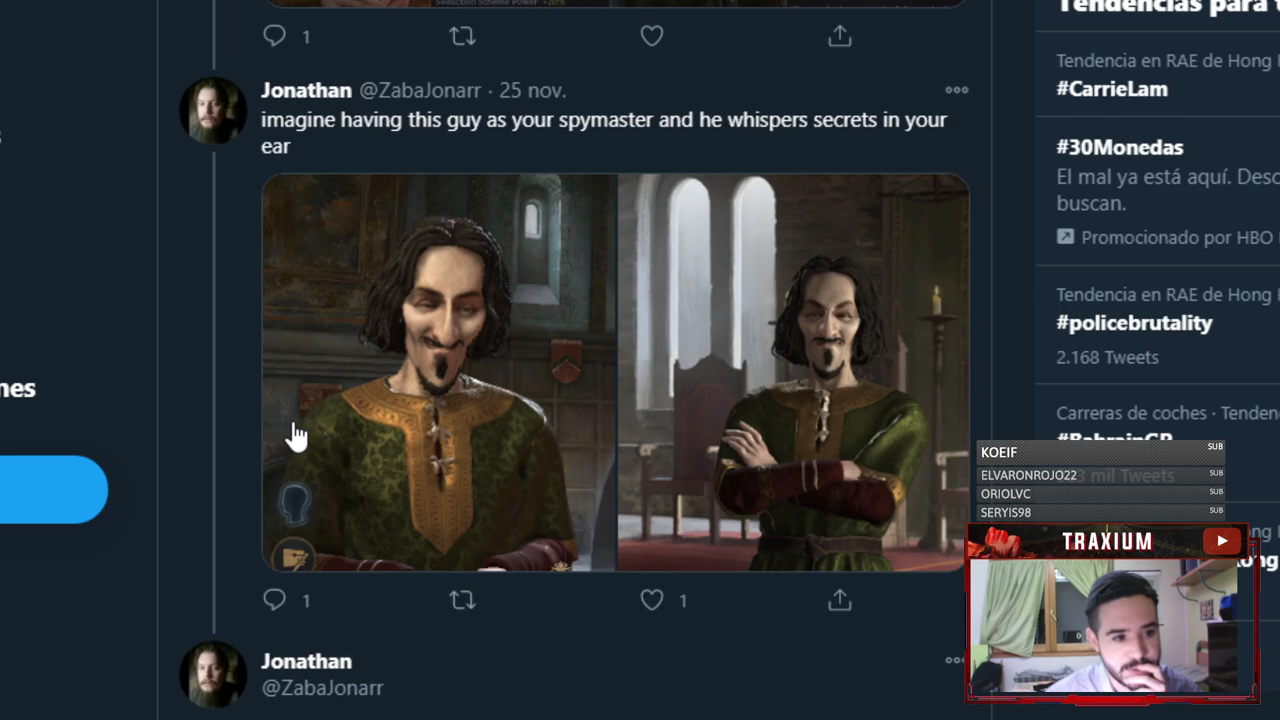 Tendencias para
1
Tendencia en RAE de Hong
#CarrieLam
Jonathan @ZabaJonarr · 25 nov.
imagine having this guy as your spymaster and he whispers secrets in your
ear
#30Monedas
El mal ya está aquí.
buscan.
Promocionado por HBO
Tendencia en RAE de Hong
#policebrutality
2.168 Tweets
Carreras de coches ·
mil Tweets
KOEIF SUB
ELVARONROJO22 SUB
ORIOLVC SUB
SERYIS98 SUB
TRAXIUM
1 1
Jonathan
@ZabaJonarr